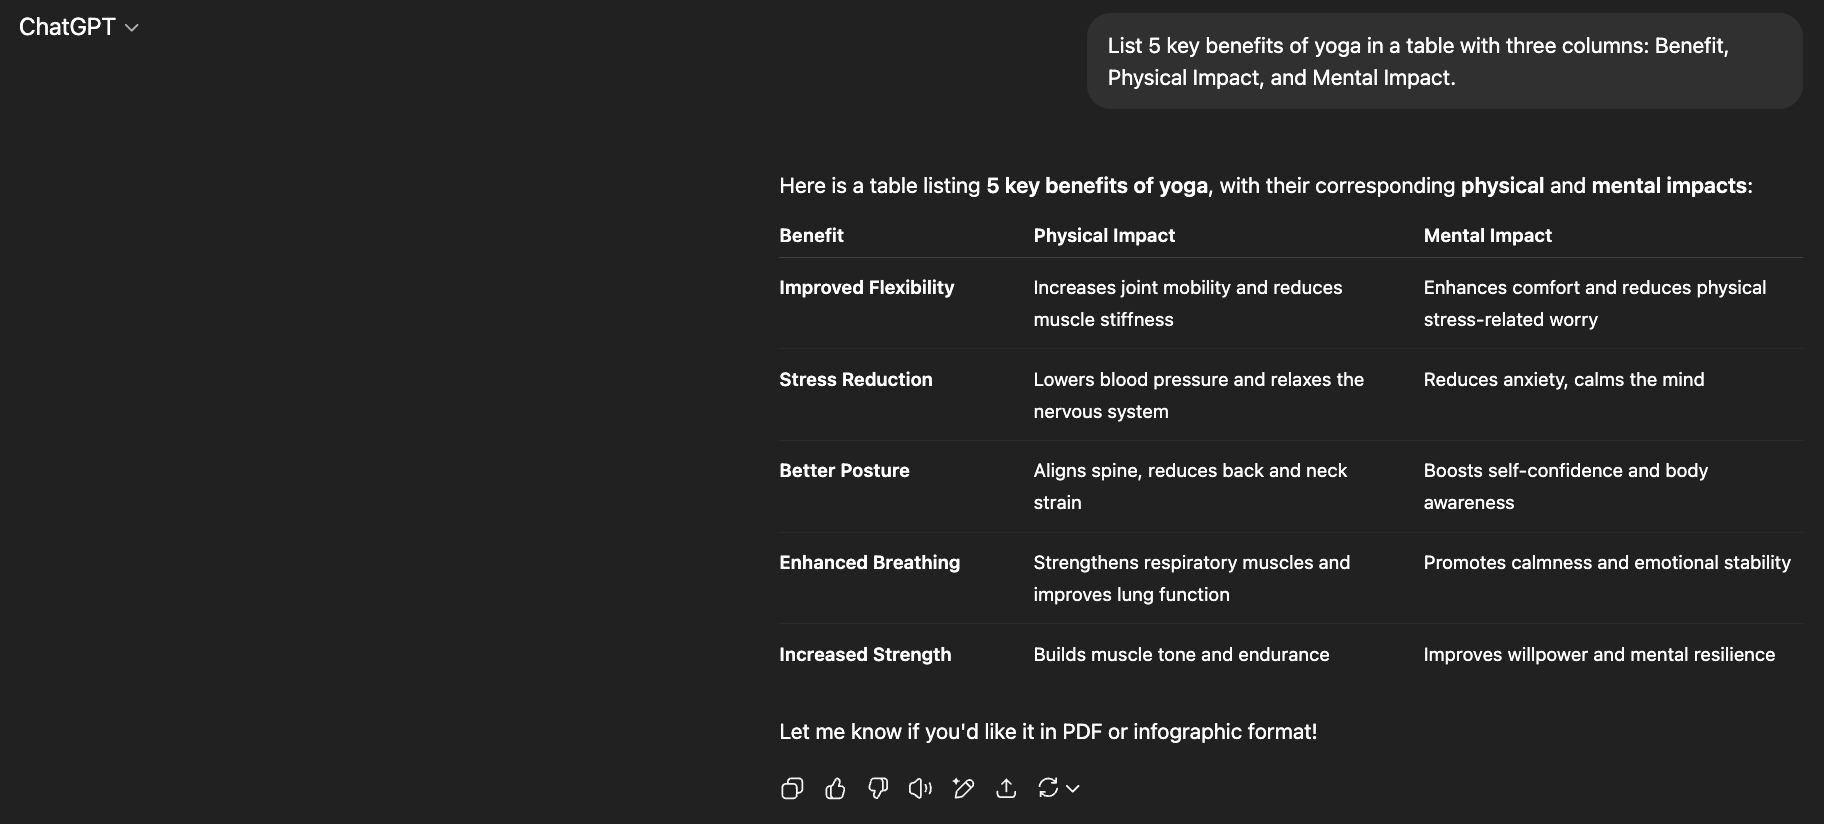 ChatGPT
List 5 key benefits of yoga in a table with three columns: Benefit,
Physical Impact, and Mental Impact.
Here is a table listing 5 key benefits of yoga, with their corresponding physical and mental impacts:
Benefit Physical Impact Mental Impact
Improved Flexibility Increases joint mobility and reduces Enhances comfort and reduces physical
muscle stiffness stress-related worry
Stress Reduction Lowers blood pressure and relaxes the Reduces anxiety, calms the mind
nervous system
Better Posture Aligns spine, reduces back and neck Boosts self-confidence and body
strain awareness
Enhanced Breathing Strengthens respiratory muscles and Promotes calmness and emotional stability
improves lung function
Increased Strength Builds muscle tone and endurance Improves willpower and mental resilience
Let me know if you'd like it in PDF or infographic format!